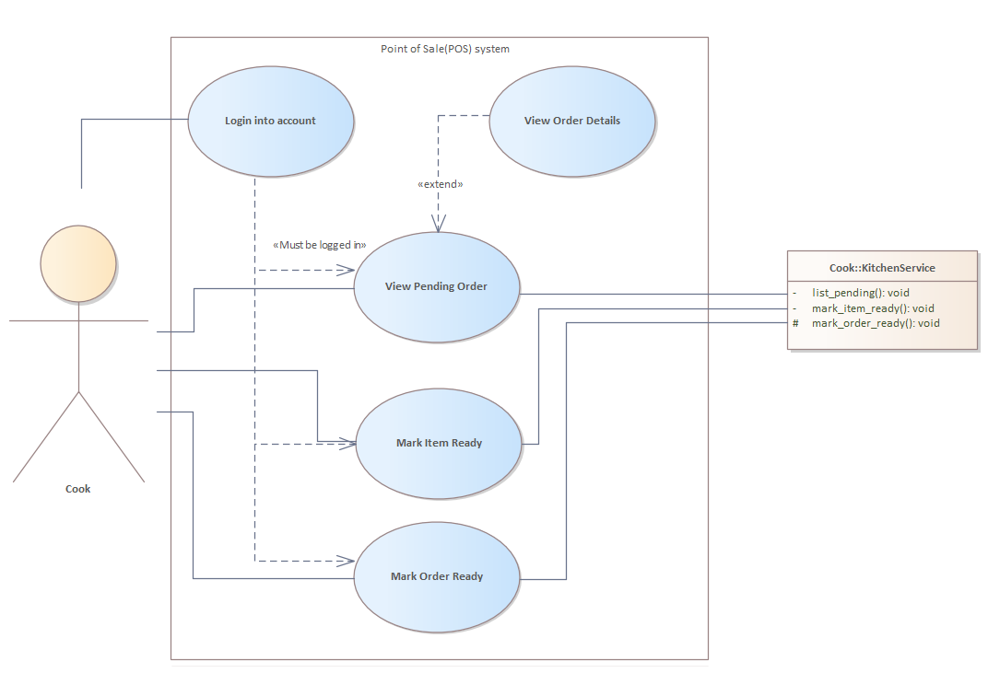 Point of Sale(POS) system
Login into account
View Order Details
«extend»
«Must be logged in»
View Pending Order
Cook::KitchenService
- list_pending(): void
- mark_item_ready(): void
# mark_order_ready(): void
Mark Item Ready
Cook
Mark Order Ready